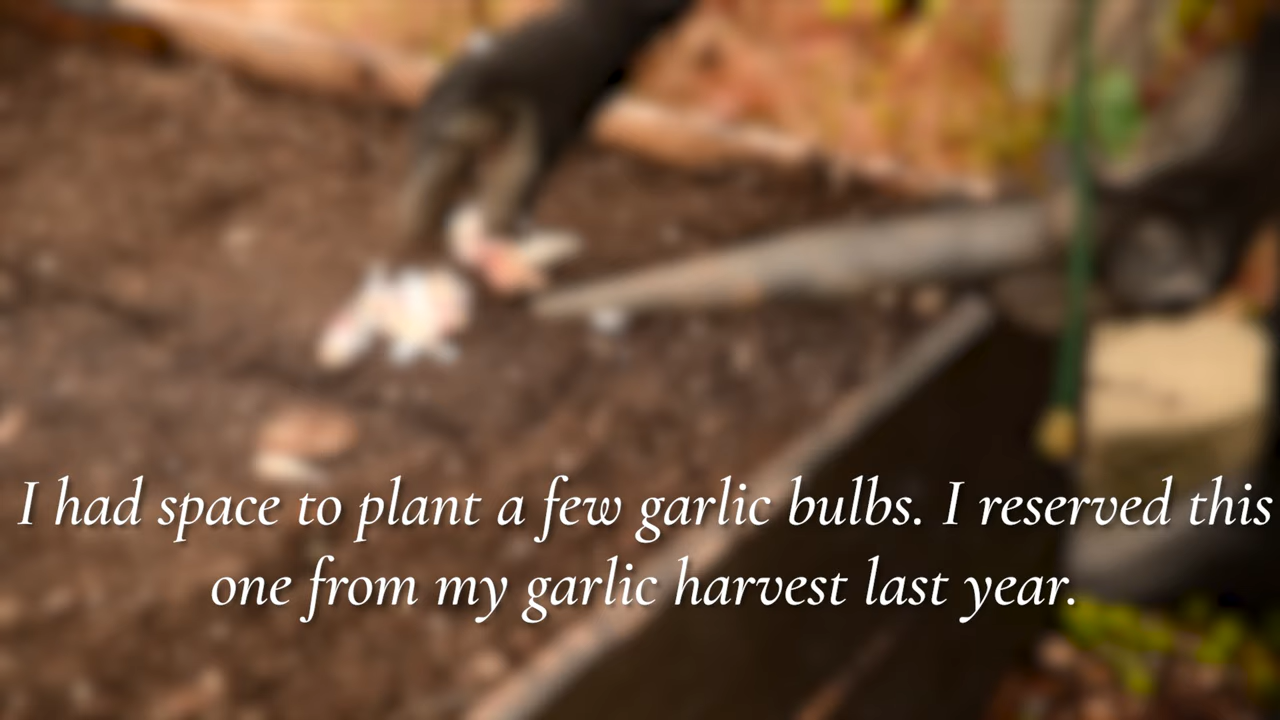 I had space to plant a few garlic bulbs. I reserved this
one from my garlic harvest last year.